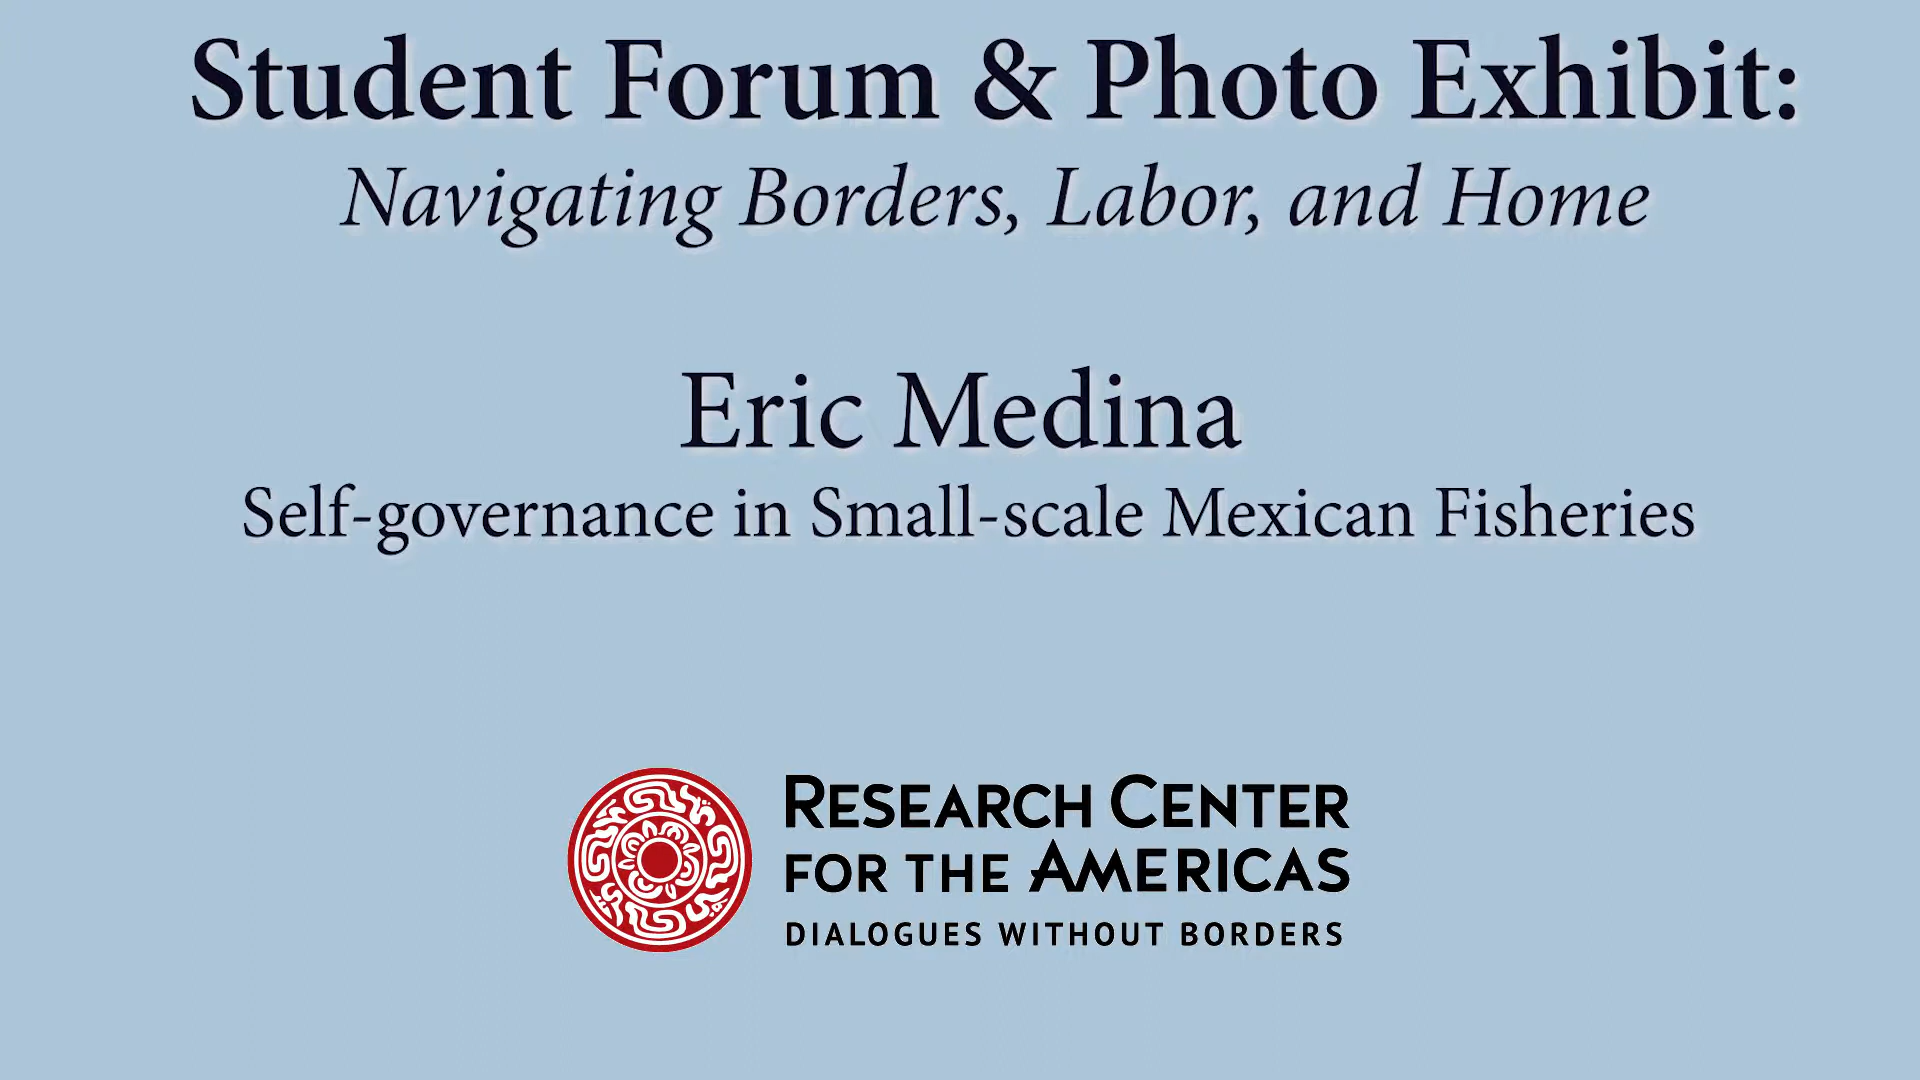 Student Forum & Photo Exhibit:
Navigating Borders, Labor, and Home
Eric Medina
Self-governance in Small-scale Mexican Fisheries
RESEARCH CENTER
FOR THE AMERICAS
DIALOGUES WITHOUT BORDERS